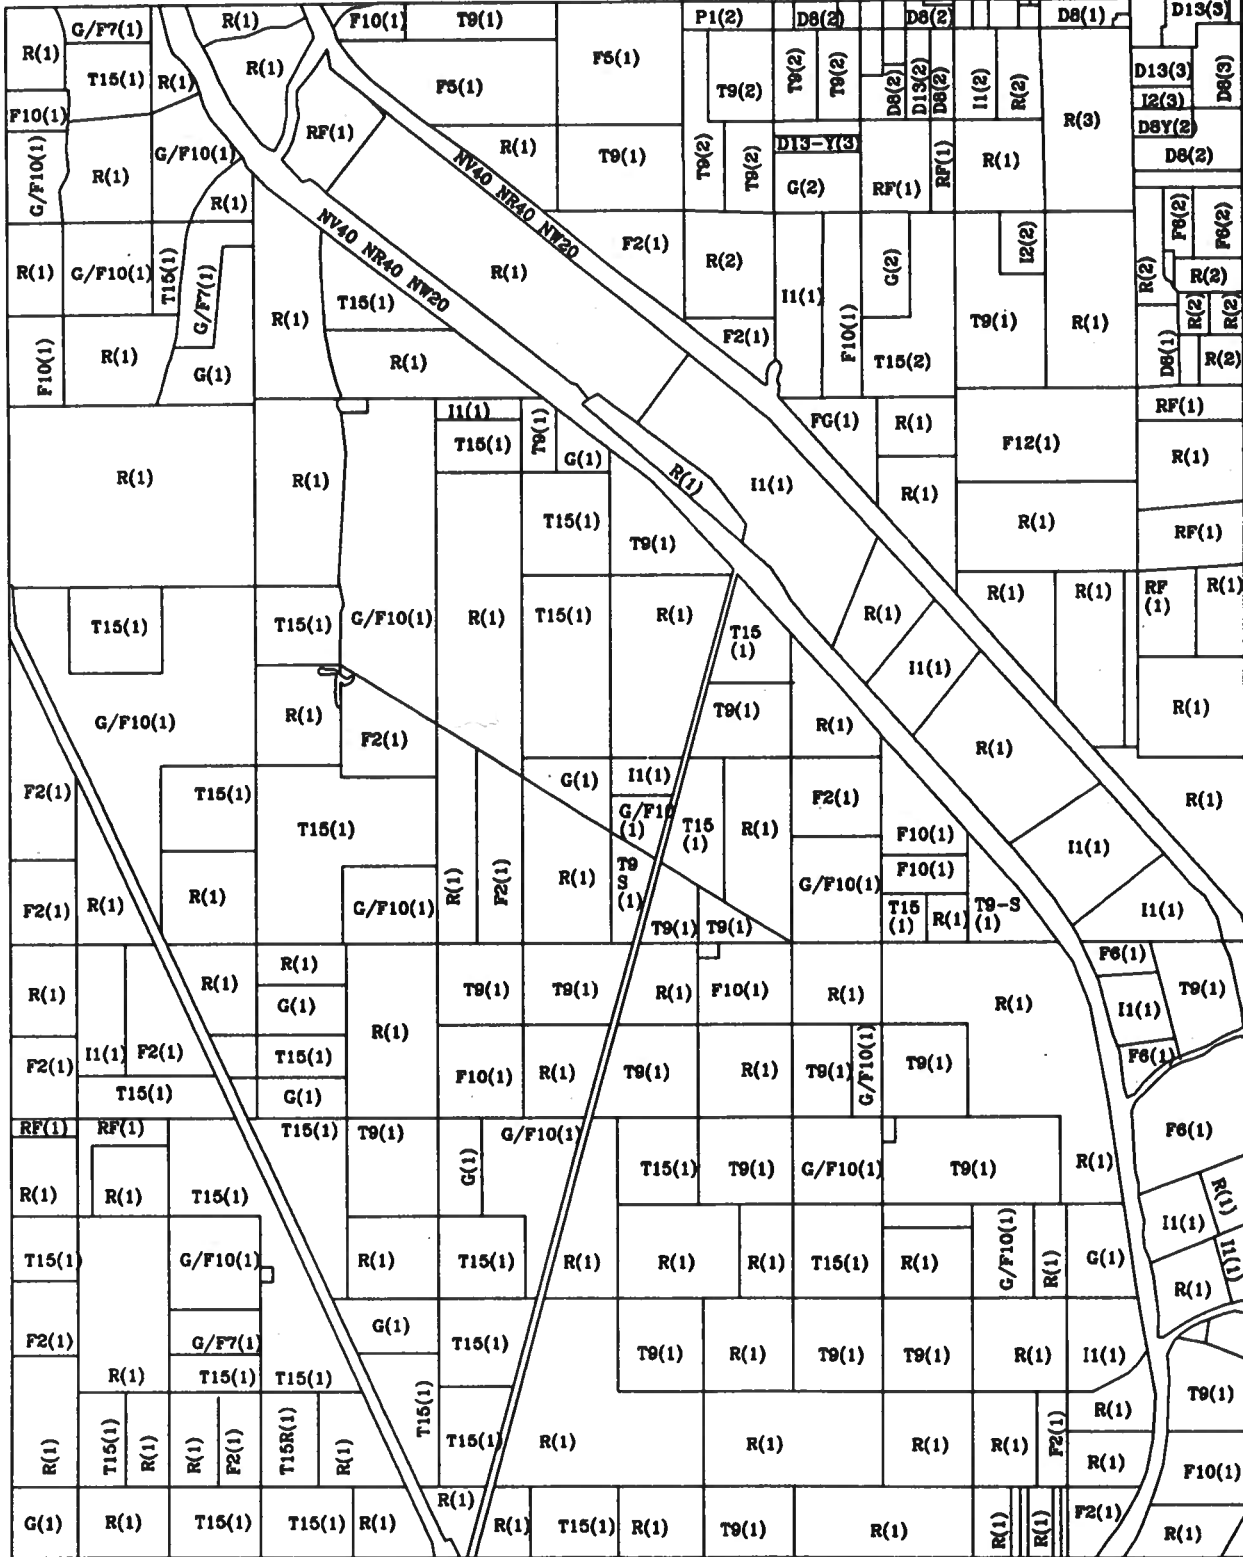 R(1) F10(1) T9(1) P1(2) D8(2) D8(2) D8(1) D13(3)
G/F7(1)
R(1) R(1) F5(1)
T15(1) R(1) F5(1) T9(2) T9(2) T9(2) D8(2) D13(2) D8(2) I1(2) R(2) D13(3) D8(3)
F10(1) I2(3)
RF(1) R(3) D8Y(2)
G/F10(1) R(1) G/F10(1) R(1) T9(1) T9(2) T9(2) D13-Y(3) RF(1) R(1) D8(2)
NV40 NR40 NW20
R(1) G(2) RF(1)
NV40 NR40 NW20
F2(1) F6(2) F6(2)
R(1) G/F10(1) T15(1) G/F7(1) R(1) R(2) G(2) I2(2) R(2) R(2)
T15(1) I1(1) F10(1) R(2) R(2)
R(1) T9(1) R(1)
F10(1) R(1) F2(1) D8(1) R(2)
G(1) R(1) T15(2)
I1(1) T9(1) FG(1) R(1) RF(1)
T15(1) F12(1)
G(1) R(1)
R(1) R(1) R(1) I1(1) R(1)
T15(1) R(1)
T9(1) RF(1)
R(1) R(1) RF R(1)
(1)
T15(1) T15(1) G/F10(1) R(1) T15(1) R(1) R(1)
T15
(1)
I1(1)
G/F10(1) R(1) T9(1) R(1) R(1)
F2(1) R(1)
F2(1) T15(1) G(1) I1(1) F2(1) R(1)
G/F10
(1)
T15(1) T15 R(1) F10(1)
(1)
I1(1)
F10(1)
R(1) R(1) F2(1) R(1) T9 G/F10(1)
S
(1)
F2(1) R(1) G/F10(1) T15 R(1) T9-S I1(1)
(1) (1)
T9(1) T9(1)
R(1) F6(1)
R(1) R(1) T9(1) T9(1) R(1) F10(1) R(1) T9(1)
G(1) R(1) I1(1)
R(1)
I1(1) F2(1) T15(1) G/F10(1) F6(1)
F2(1) F10(1) R(1) T9(1) R(1) T9(1) T9(1)
T15(1) G(1)
RF(1) RF(1) T15(1) T9(1) G/F10(1) F6(1)
G(1) T15(1) T9(1) G/F10(1) T9(1) R(1)
R(1) R(1) T15(1) R(1)
I1(1)
T15(1) G/F10(1) R(1) T15(1) R(1) R(1) R(1) T15(1) R(1) G/F10(1) R(1) G(1) I1(1)
R(1)
G(1)
F2(1) G/F7(1) T15(1) T9(1) R(1) T9(1) T9(1) R(1) I1(1)
R(1) T15(1) T15(1) T9(1)
T15(1) R(1)
R(1) T15(1) R(1) R(1) F2(1) T15R(1) R(1) T15(1) R(1) R(1) R(1) R(1) F2(1)
R(1) F10(1)
R(1) F2(1)
G(1) R(1) T15(1) T15(1) R(1) R(1) T15(1) R(1) T9(1) R(1) R(1) R(1) R(1)